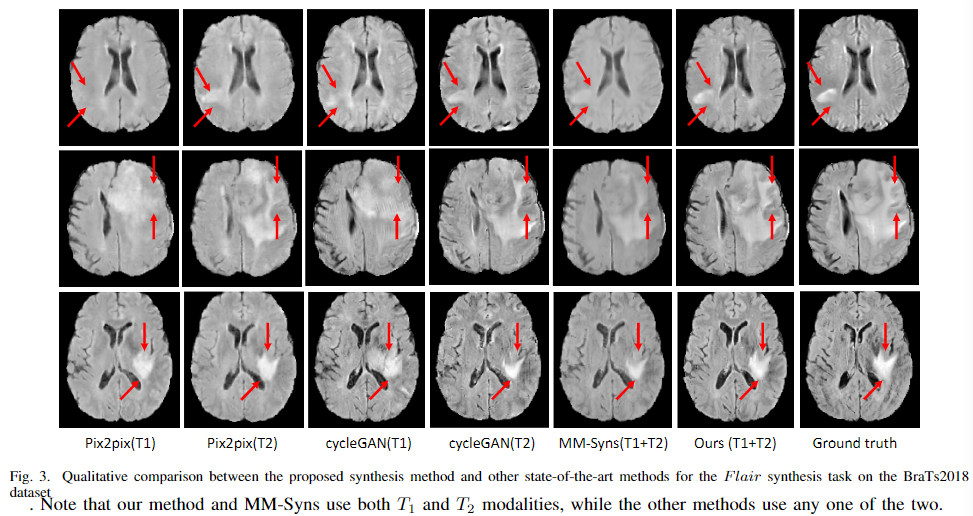 Pix2pix(T1) Pix2pix(T2) cycleGAN(T1) cycleGAN(T2) MM-Syns(T1+T2) Ours (T1+T2) Ground truth
Fig. 3. Qualitative comparison between the proposed synthesis method and other state-of-the-art methods for the Flair synthesis task on the BraTs2018
dataset
. Note that our method and MM-Syns use both T₁ and T₂ modalities, while the other methods use any one of the two.